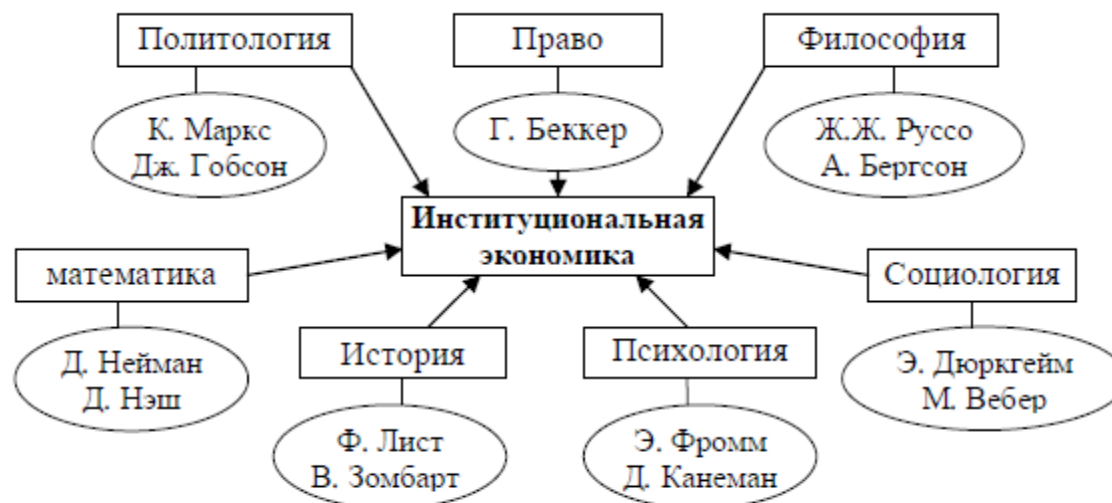 Политология
Право
Философия
К. Маркс
Дж. Гобсон
Г. Беккер
Ж.Ж. Руссо
А. Бергсон
Институциональная
экономика
математика
Социология
Д. Нейман
Д. Нэш
История
Психология
Э. Дюркгейм
М. Вебер
Ф. Лист
В. Зомбарт
Э. Фромм
Д. Канеман